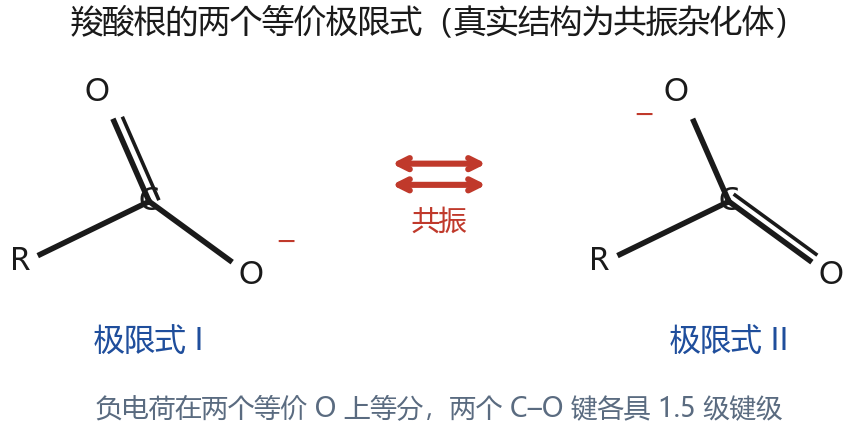 羧酸根的两个等价极限式（真实结构为共振杂化体）
O
O
−
C
C
共振
−
R
R
O
O
极限式 I
极限式 II
负电荷在两个等价 O 上等分，两个 C–O 键各具 1.5 级键级